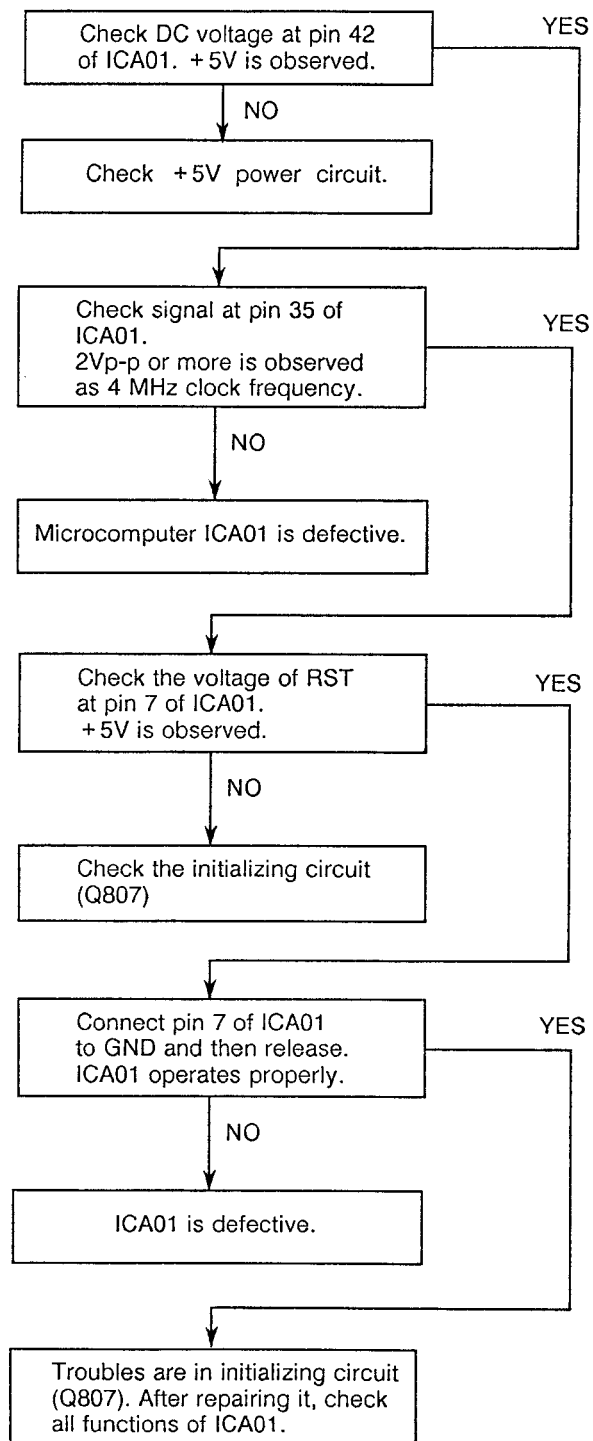 Check DC voltage at pin 42
of ICA01. +5V is observed.
YES
NO
Check +5V power circuit.
Check signal at pin 35 of
ICA01.
2Vp-p or more is observed
as 4 MHz clock frequency.
YES
NO
Microcomputer ICA01 is defective.
Check the voltage of RST
at pin 7 of ICA01.
+5V is observed.
YES
NO
Check the initializing circuit
(Q807)
Connect pin 7 of ICA01
to GND and then release.
ICA01 operates properly.
YES
NO
ICA01 is defective.
Troubles are in initializing circuit
(Q807). After repairing it, check
all functions of ICA01.